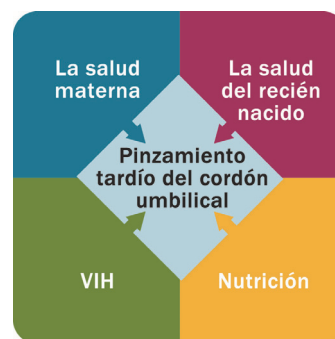 La salud
materna
La salud
del recién
nacido
Pinzamiento
tardío del cordón
umbilical
VIH
Nutrición